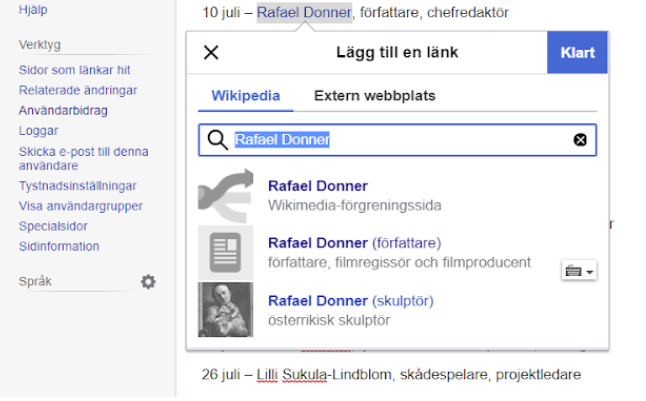 Hjälp
Verktyg
Sidor som länkar hit
Relaterade ändringar
Användarbidrag
Loggar
Skicka e-post till denna
användare
Tystnadsinställningar
Visa användargrupper
Specialsidor
Sidinformation
Språk
10 juli – Rafael Donner, författare, chefredaktör
Lägg till en länk
Klart
Wikipedia
Extern webbplats
Rafael Donner
Rafael Donner
Wikimedia-förgreningssida
Rafael Donner (författare)
författare, filmregissör och filmproducent
Rafael Donner (skulptör)
österrikisk skulptör
26 juli – Lilli Sukula-Lindblom, skådespelare, projektledare